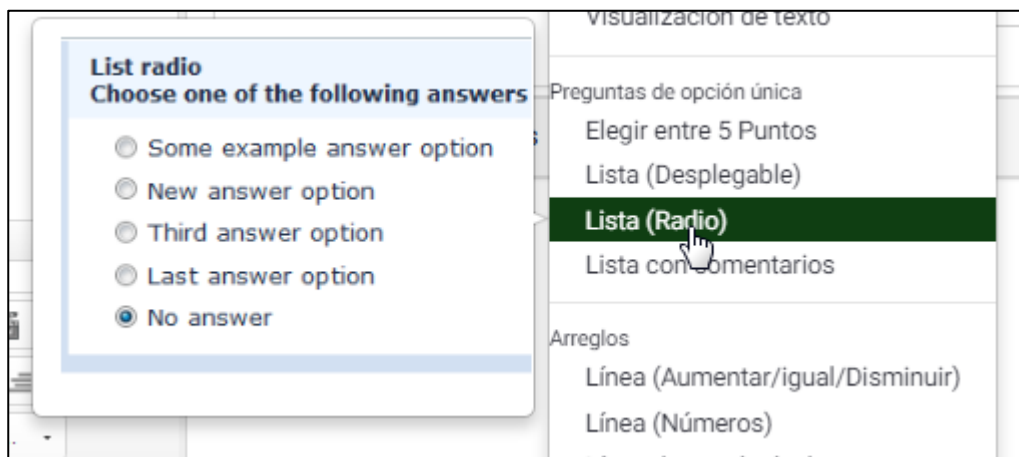 List radio
Choose one of the following answers
Some example answer option
New answer option
Third answer option
Last answer option
No answer
Visualización de texto
Preguntas de opción única
Elegir entre 5 Puntos
Lista (Desplegable)
Lista (Radio)
Lista con comentarios
Arreglos
Línea (Aumentar/igual/Disminuir)
Línea (Números)